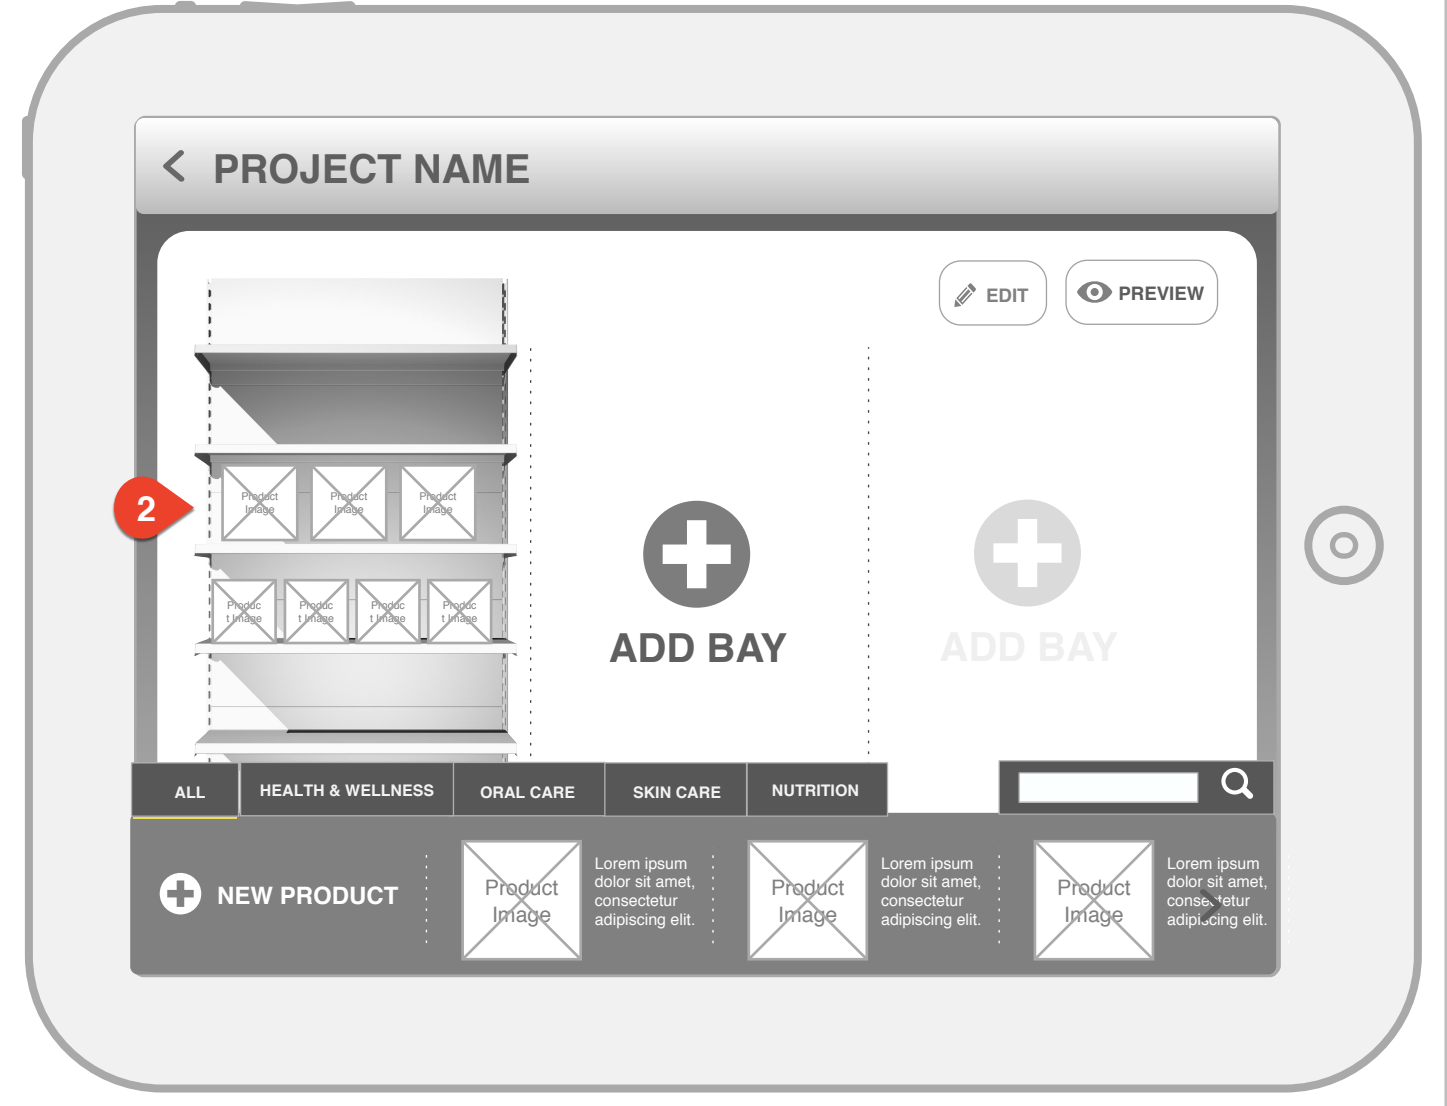 PROJECT NAME
EDIT
PREVIEW
2
Product
Image
Product
Image
Product
Image
Produc
t Image
Produc
t Image
Produc
t Image
Produc
t Image
ADD BAY
ADD BAY
ALL
HEALTH & WELLNESS
ORAL CARE
SKIN CARE
NUTRITION
NEW PRODUCT
Product
Image
Lorem ipsum
dolor sit amet,
consectetur
adipiscing elit.
Product
Image
Lorem ipsum
dolor sit amet,
consectetur
adipiscing elit.
Product
Image
Lorem ipsum
dolor sit amet,
consectetur
adipiscing elit.